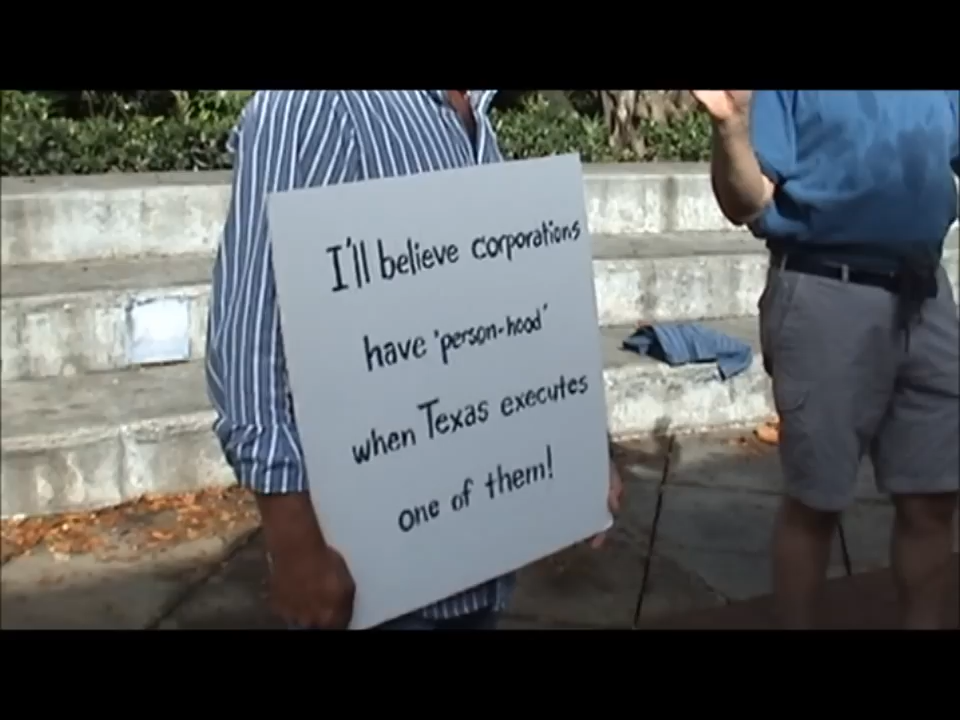 I'll believe corporations
have 'person-hood'
when Texas executes
one of them!